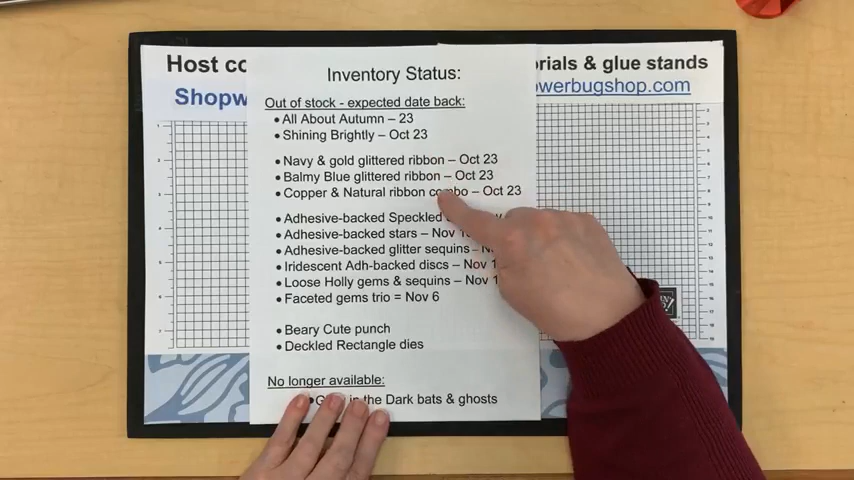 Host co
Shopw
rials & glue stands
owerbugshop.com
Inventory Status:
Out of stock - expected date back:
• All About Autumn – 23
• Shining Brightly – Oct 23
• Navy & gold glittered ribbon – Oct 23
• Balmy Blue glittered ribbon – Oct 23
• Copper & Natural ribbon combo – Oct 23
• Adhesive-backed Speckled
• Adhesive-backed stars – Nov 1
• Adhesive-backed glitter sequins – N
• Iridescent Adh-backed discs – Nov 1
• Loose Holly gems & sequins – Nov 1
• Faceted gems trio = Nov 6
• Beary Cute punch
• Deckled Rectangle dies
No longer available:
• G in the Dark bats & ghosts